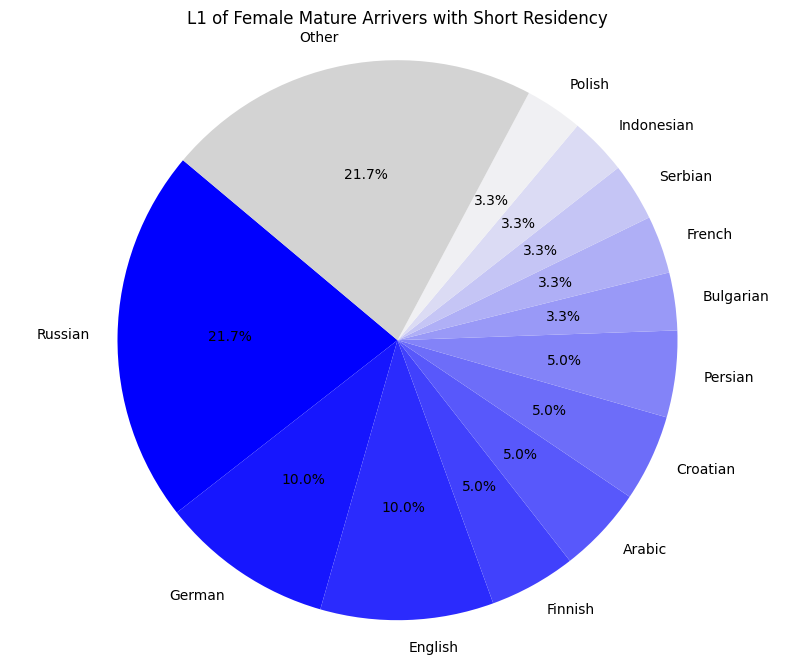 L1 of Female Mature Arrivers with Short Residency
Other
Polish
Indonesian
Serbian
French
Bulgarian
Persian
Croatian
Arabic
Finnish
English
German
Russian
21.7%
3.3%
3.3%
3.3%
3.3%
3.3%
5.0%
5.0%
5.0%
5.0%
10.0%
10.0%
21.7%